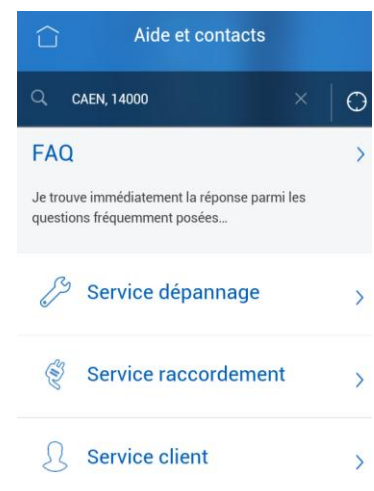 Aide et contacts
CAEN, 14000
FAQ
Je trouve immédiatement la réponse parmi les
questions fréquemment posées...
Service dépannage
Service raccordement
Service client